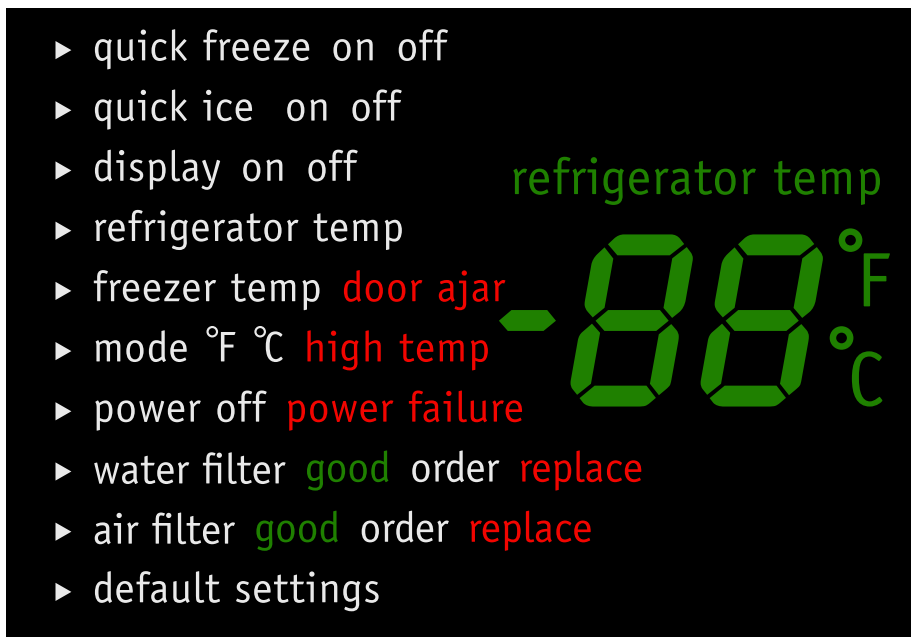 ▶ quick freeze on off
▶ quick ice on off
▶ display on off
▶ refrigerator temp
▶ freezer temp door ajar
▶ mode °F °C high temp
▶ power off power failure
▶ water filter good order replace
▶ air filter good order replace
▶ default settings
refrigerator temp
-88 °F °C